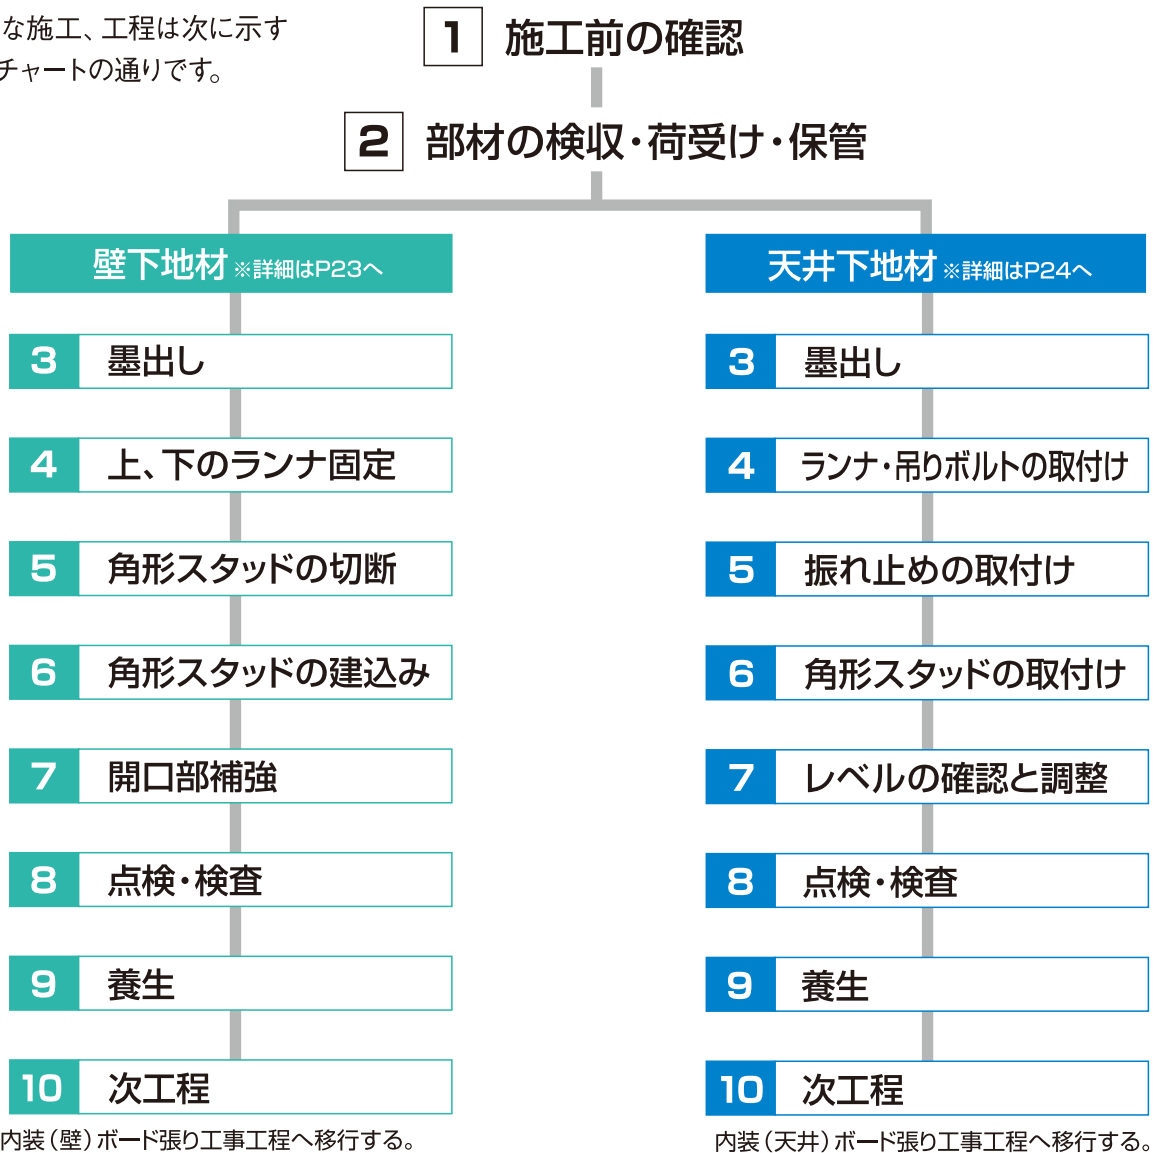 な施工、工程は次に示す
チャートの通りです。
1 施工前の確認
2 部材の検収・荷受け・保管
壁下地材 ※詳細はP23へ
3 墨出し
4 上、下のランナ固定
5 角形スタッドの切断
6 角形スタッドの建込み
7 開口部補強
8 点検・検査
9 養生
10 次工程
内装（壁）ボード張り工事工程へ移行する。
天井下地材 ※詳細はP24へ
3 墨出し
4 ランナ・吊りボルトの取付け
5 振れ止めの取付け
6 角形スタッドの取付け
7 レベルの確認と調整
8 点検・検査
9 養生
10 次工程
内装（天井）ボード張り工事工程へ移行する。